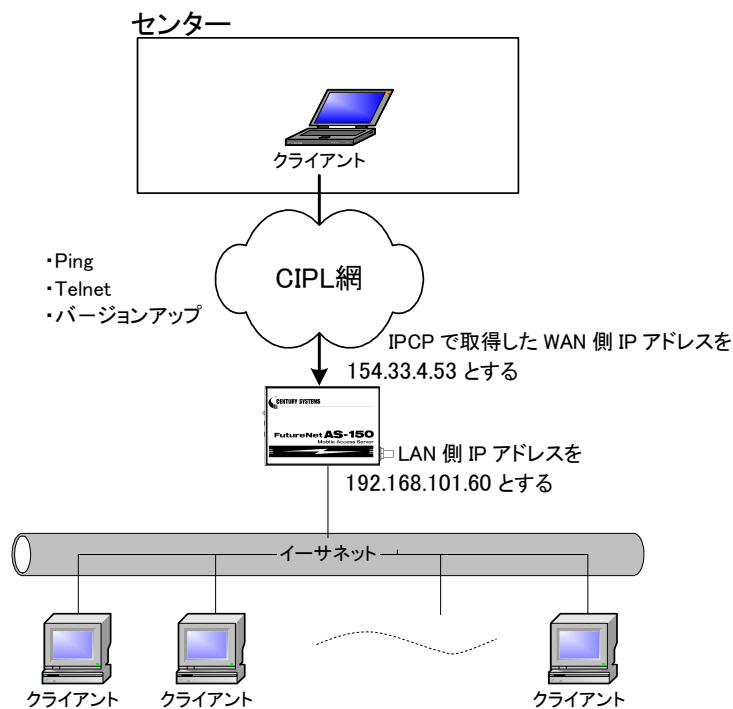 センター
クライアント
・Ping
・Telnet
・バージョンアップ
CIPL網
IPCP で取得した WAN 側 IP アドレスを
154.33.4.53 とする
CENTURY SYSTEMS
FutureNet AS-150
Mobile Access Server
LAN 側 IP アドレスを
192.168.101.60 とする
イーサネット
クライアント
クライアント
クライアント